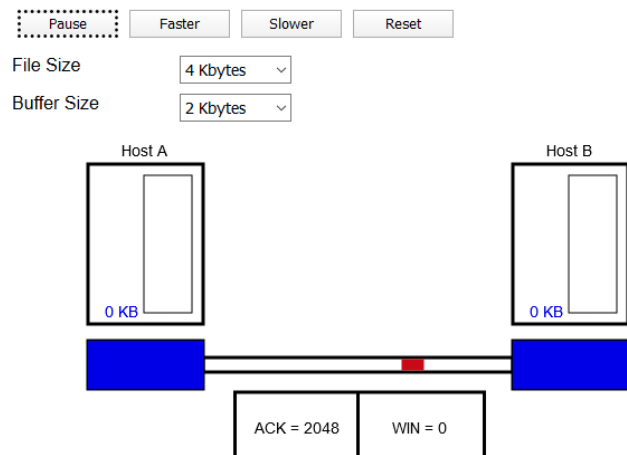 Pause Faster Slower Reset
File Size 4 Kbytes
Buffer Size 2 Kbytes
Host A Host B
0 KB 0 KB
ACK = 2048 WIN = 0